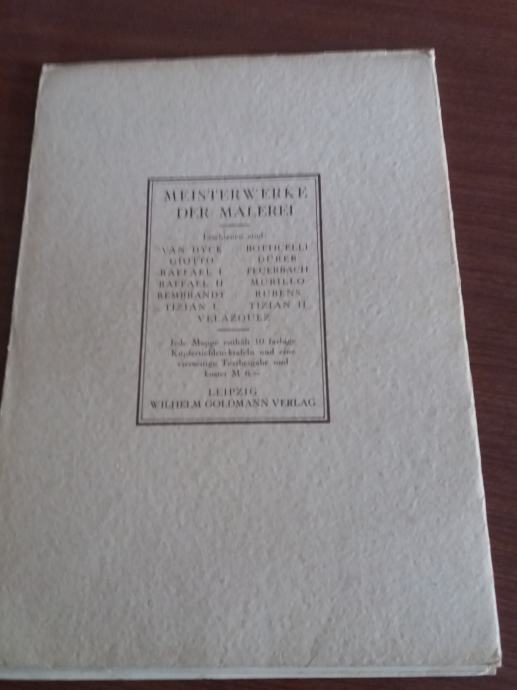 MEISTERWERKE
DER MALEREI
Erschienen sind:
VAN DYCK BOTTICELLI
GIOTTO DÜRER
RAFFAEL I FEUERBACH
RAFFAEL II MURILLO
REMBRANDT RUBENS
TIZIAN I TIZIAN II
VELAZQUEZ
Jede Mappe enthält 10 farbige
Kupfertiefdrucktafeln und eine
vierseitige Textbeigabe und
kostet M 6.—
LEIPZIG
WILHELM GOLDMANN VERLAG